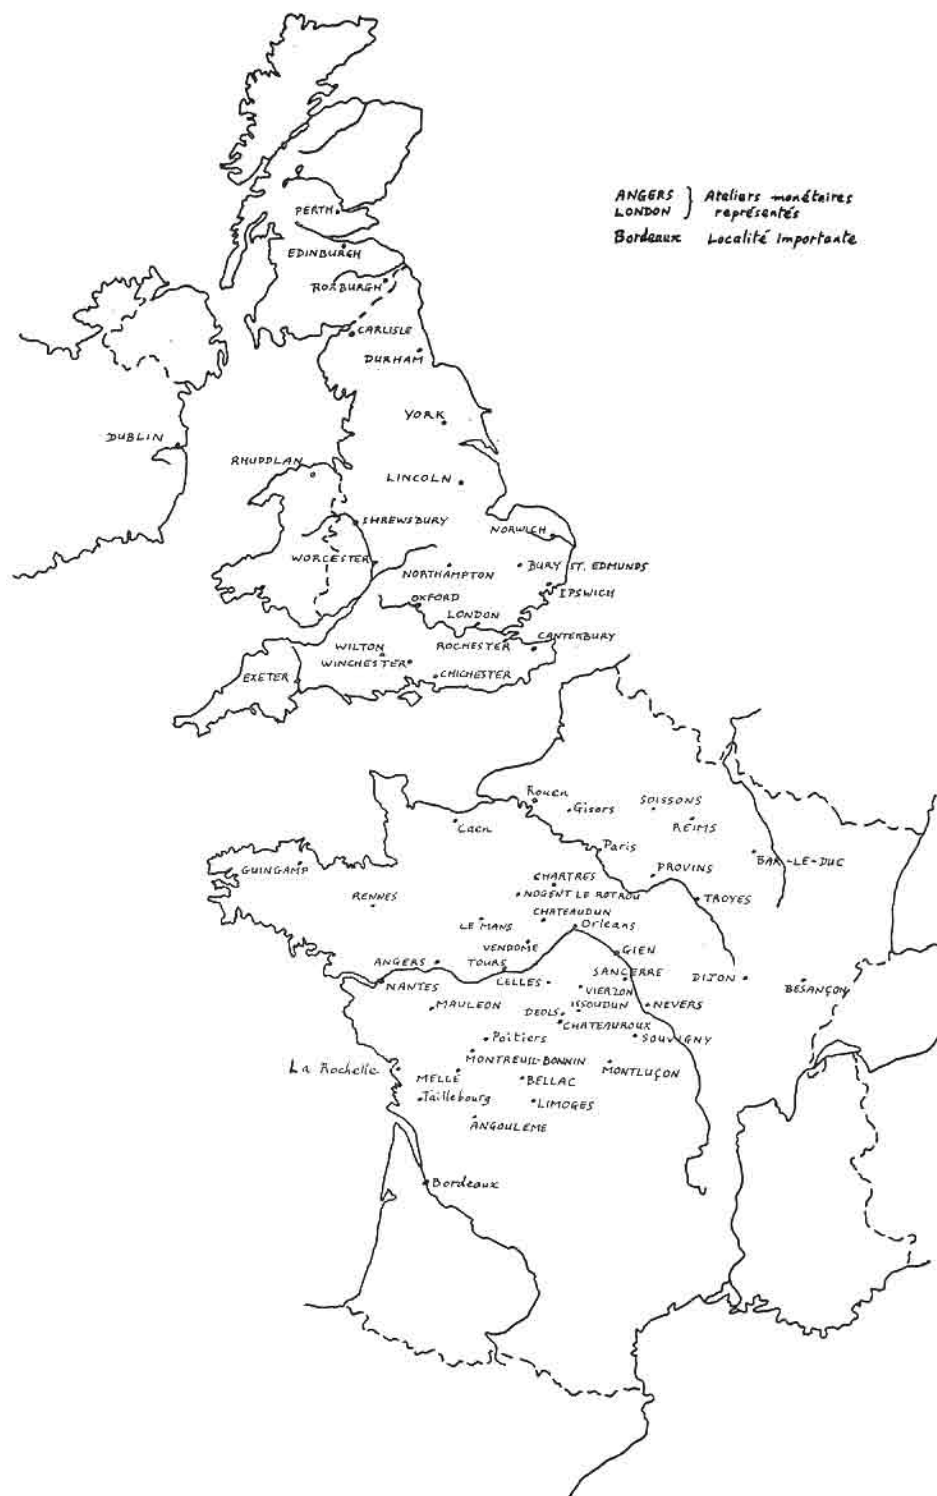 ANGERS } Ateliers monétaires
LONDON } représentés
Bordeaux Localité Importante
PERTH
EDINBURGH
ROXBURGH
CARLISLE
DURHAM
YORK
DUBLIN
RHUDDLAN
LINCOLN
SHREWSBURY
NORWICH
WORCESTER
NORTHAMPTON
BURY ST. EDMUNDS
IPSWICH
OXFORD
LONDON
WILTON
ROCHESTER
CANTERBURY
WINCHESTER
EXETER
CHICHESTER
Rouen
Gisors
SOISSONS
Caen
REIMS
Paris
BAR-LE-DUC
GUINGAMP
PROVINS
CHARTRES
RENNES
NOGENT LE ROTROU
TROYES
CHATEAUDUN
LE MANS
Orléans
VENDOME
GIEN
ANGERS
TOURS
SANCERRE
DIJON
BESANÇON
NANTES
CELLES
VIERZON
MAULEON
ISSOUDUN
NEVERS
DEOLS
CHATEAUROUX
Poitiers
SOUVIGNY
MONTREUIL-BONNIN
La Rochelle
MONTLUÇON
MELLE
BELLAC
Taillebourg
LIMOGES
ANGOULEME
Bordeaux